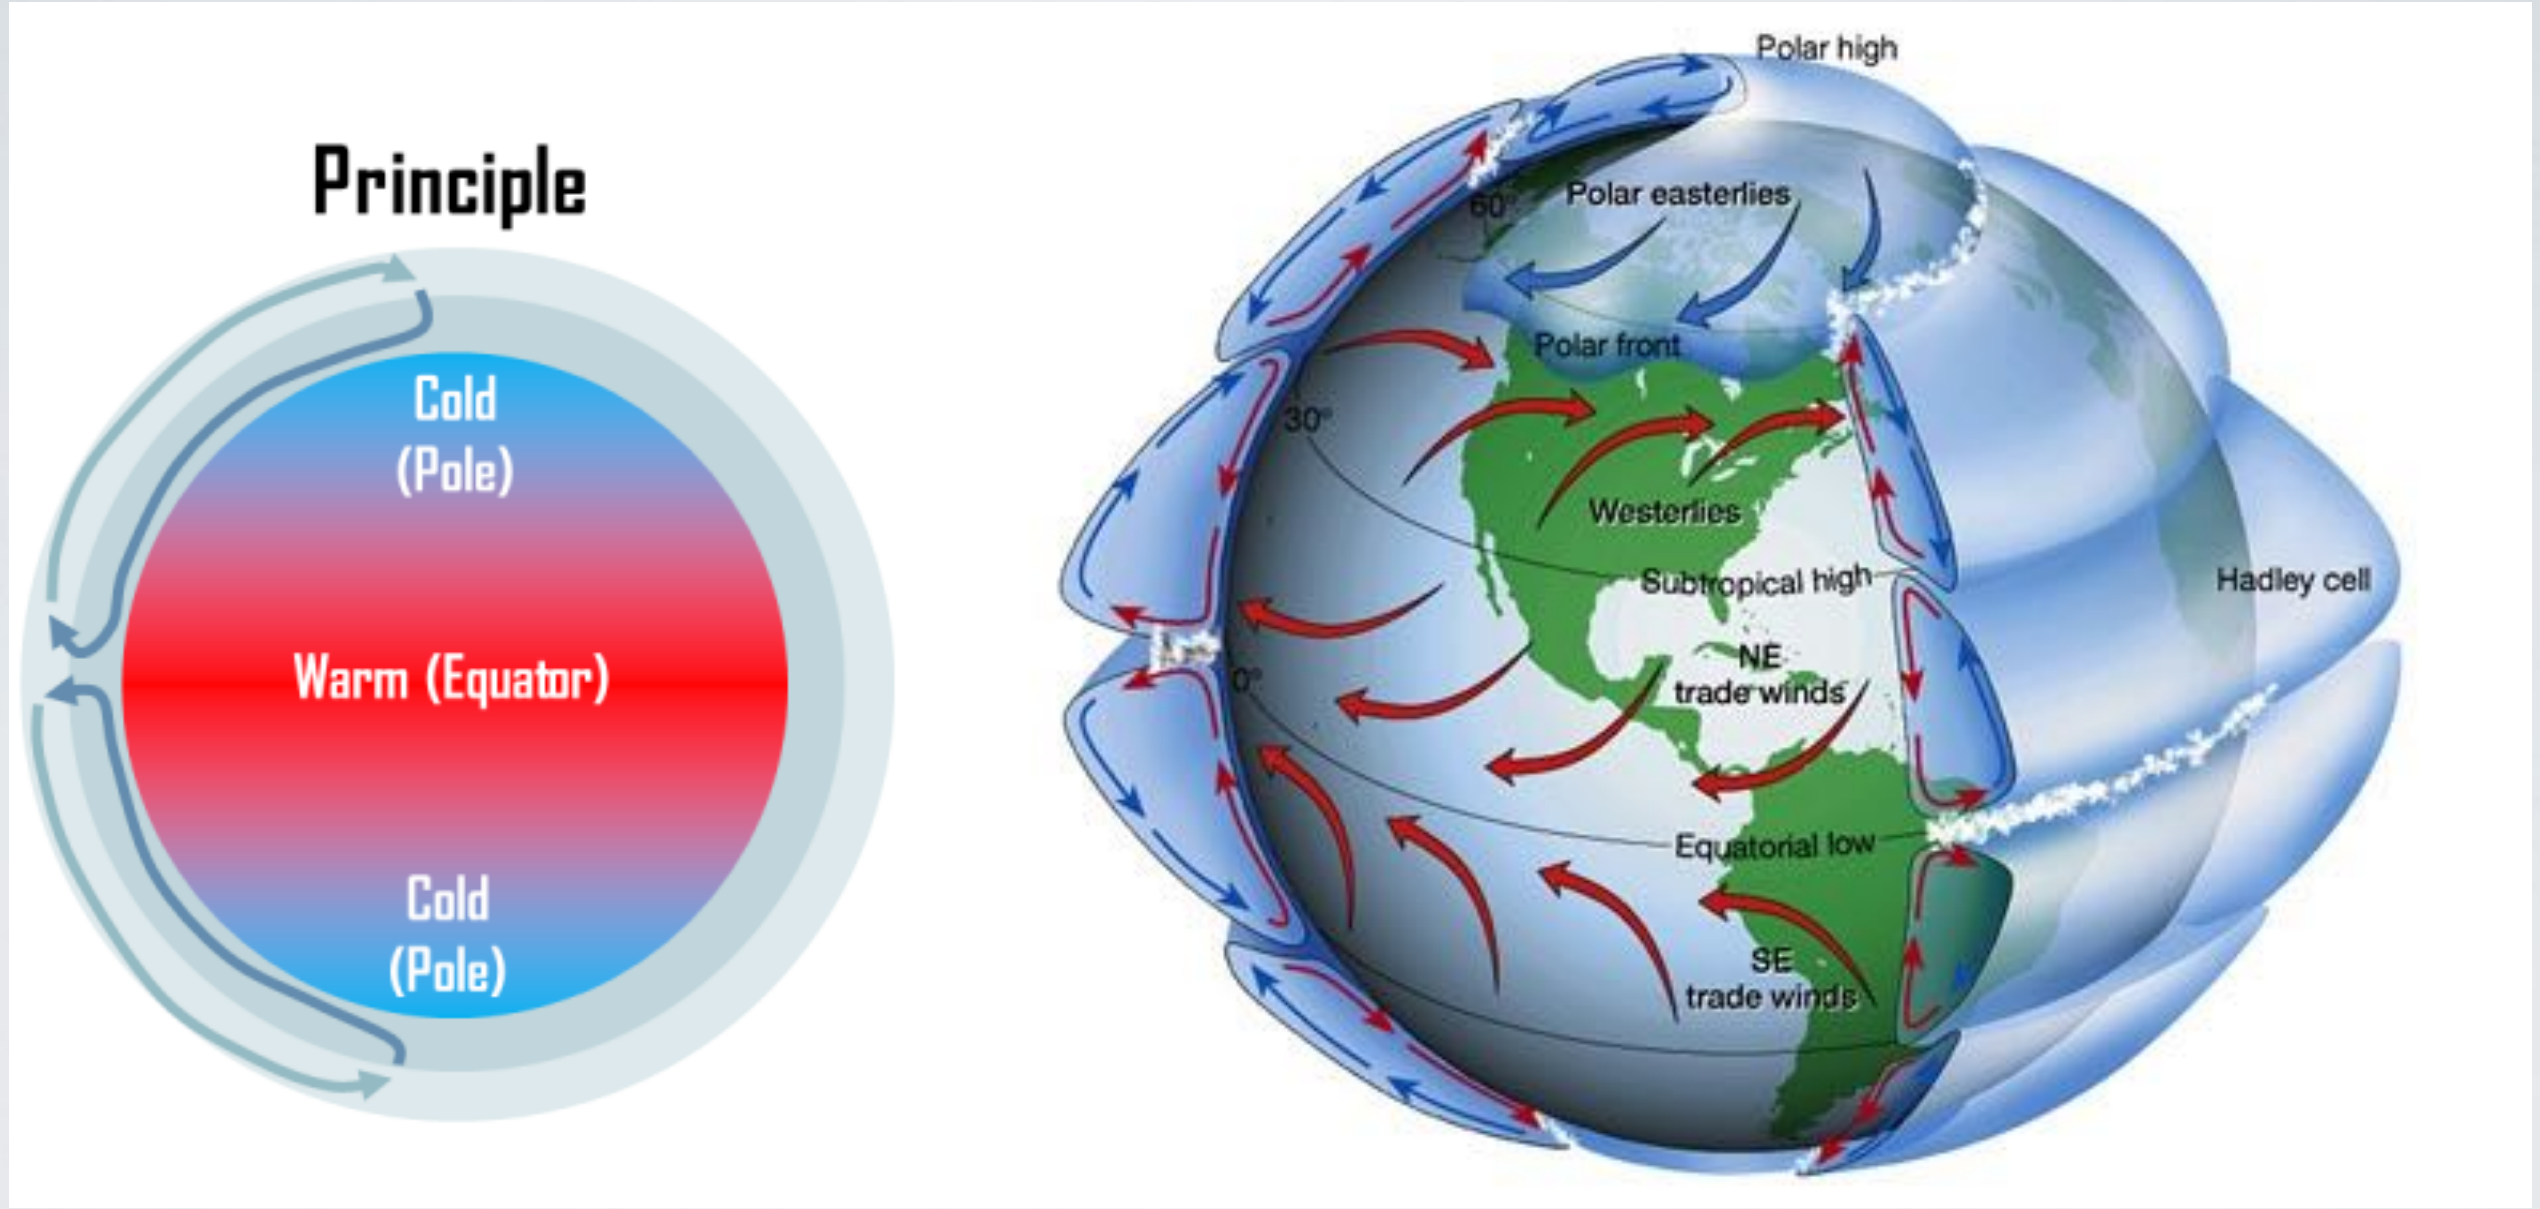 Principle
Cold
(Pole)
Warm (Equator)
Cold
(Pole)
Polar high
60°
Polar easterlies
Polar front
30°
Westerlies
Subtropical high
Hadley cell
NE
trade winds
0°
Equatorial low
SE
trade winds